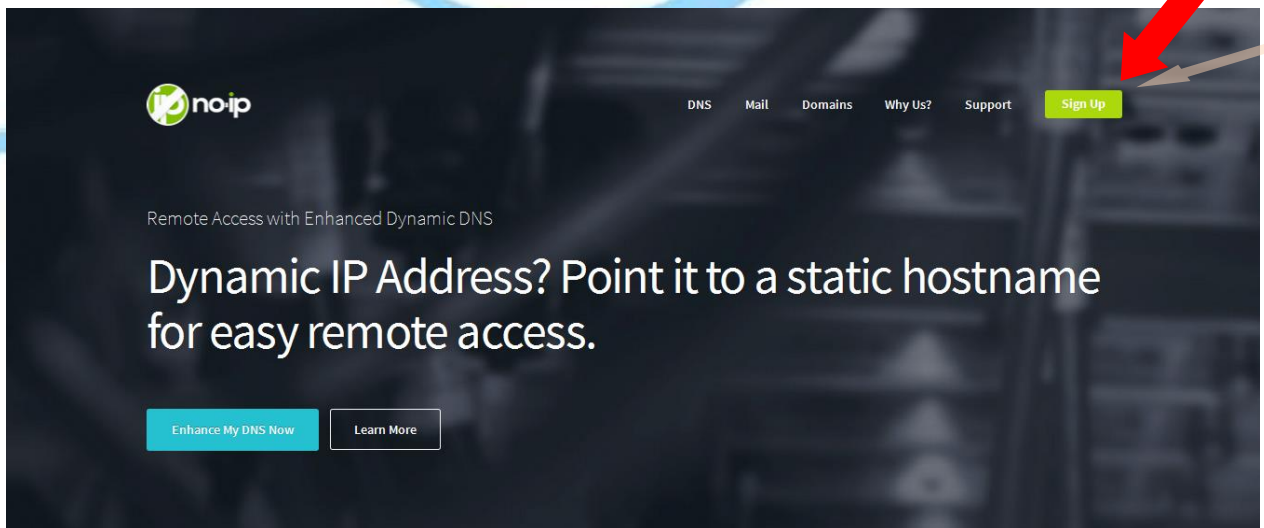 no-ip
DNS Mail Domains Why Us? Support Sign Up
Remote Access with Enhanced Dynamic DNS
Dynamic IP Address? Point it to a static hostname
for easy remote access.
Enhance My DNS Now Learn More